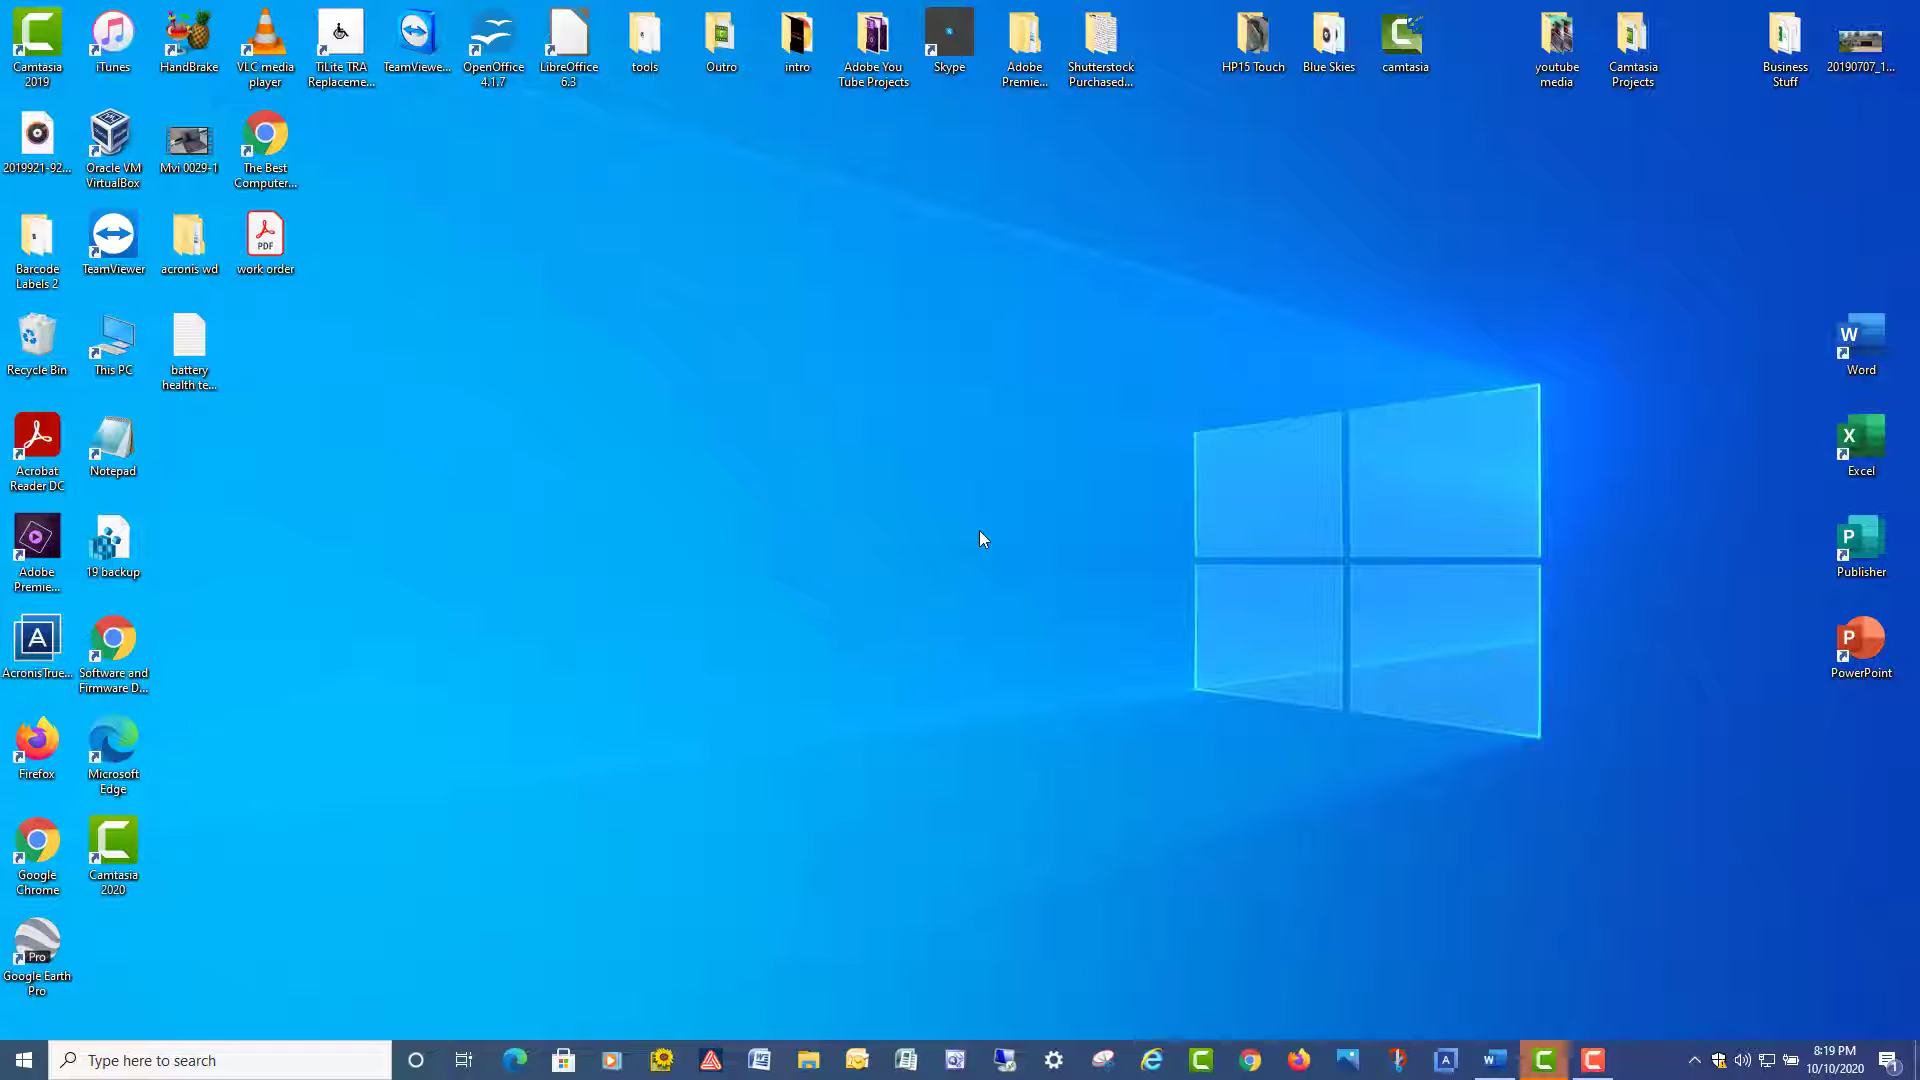 Camtasia
2019
iTunes
HandBrake
VLC media
player
TiLite TRA
Replaceme...
TeamViewe...
OpenOffice
4.1.7
LibreOffice
6.3
tools
Outro
intro
Adobe You
Tube Projects
Skype
Adobe
Premie...
Shutterstock
Purchased...
HP15 Touch
Blue Skies
camtasia
youtube
media
Camtasia
Projects
Business
Stuff
20190707_1...
2019921-92...
Oracle VM
VirtualBox
Mvi 0029-1
The Best
Computer...
Barcode
Labels 2
TeamViewer
acronis wd
PDF
work order
Recycle Bin
This PC
battery
health te...
W
Word
Acrobat
Reader DC
Notepad
X
Excel
Adobe
Premie...
19 backup
P
Publisher
A
AcronisTrue...
Software and
Firmware D...
P
PowerPoint
Firefox
Microsoft
Edge
Google
Chrome
Camtasia
2020
Pro
Google Earth
Pro
Type here to search
8:19 PM
10/10/2020
1